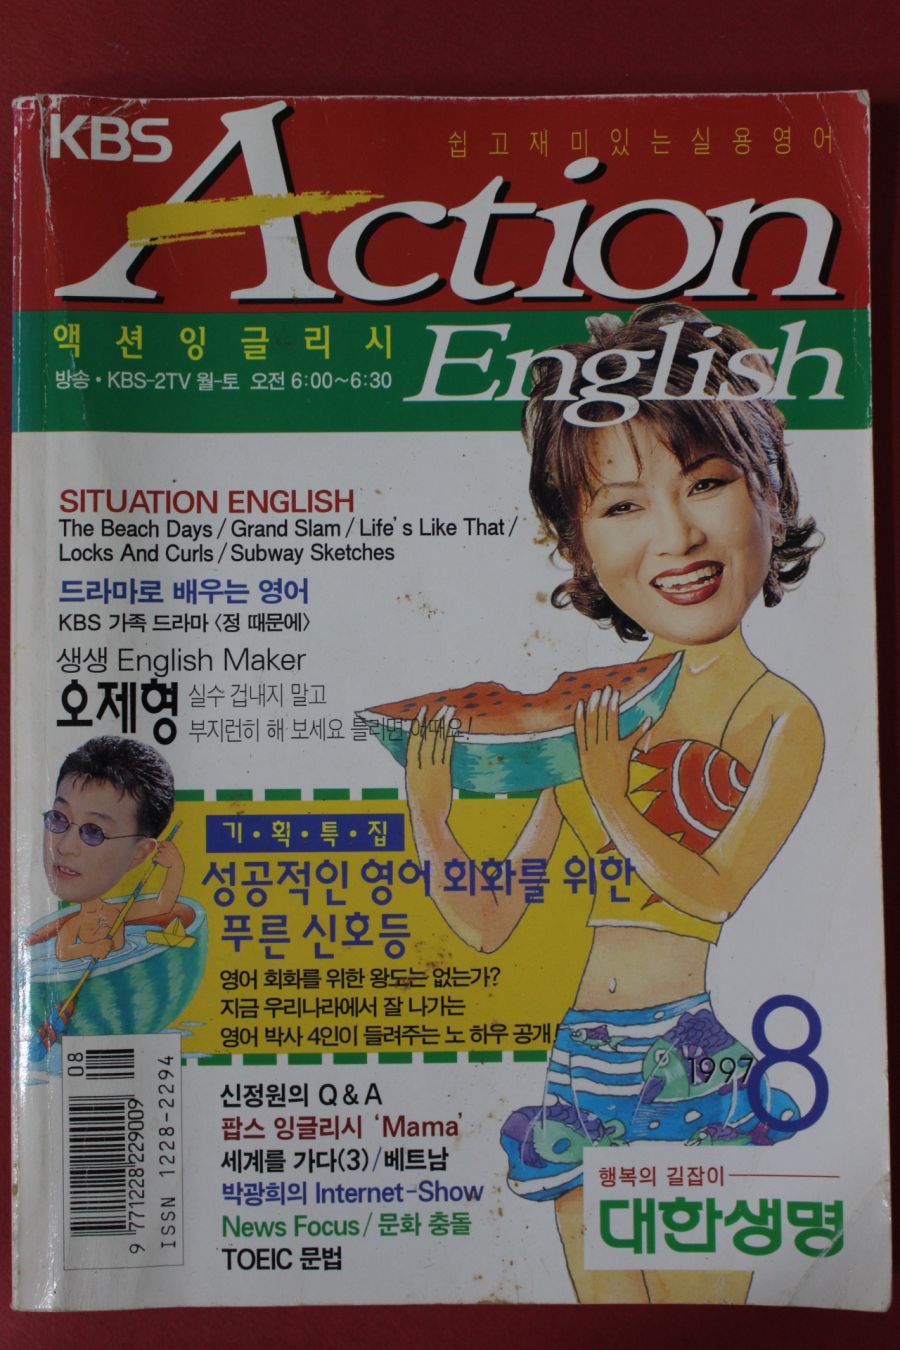 KBS
쉽고재미있는실용영어
Action
English
액션잉글리시
방송·KBS-2TV 월-토 오전 6:00~6:30
SITUATION ENGLISH
The Beach Days/Grand Slam/Life's Like That/
Locks And Curls/Subway Sketches
드라마로 배우는 영어
KBS 가족 드라마 〈정 때문에〉
생생 English Maker
오제형 실수 겁내지 말고
부지런히 해 보세요 틀리면 어때요!
기·획·특·집
성공적인 영어 회화를 위한
푸른 신호등
영어 회화를 위한 왕도는 없는가?
지금 우리나라에서 잘 나가는
영어 박사 4인이 들려주는 노 하우 공개!
1997 8
08
9 771228 229009
ISSN 1228-2294
신정원의 Q & A
팝스 잉글리시 'Mama'
세계를 가다(3)/베트남
박광희의 Internet-Show
News Focus/문화 충돌
TOEIC 문법
행복의 길잡이
대한생명